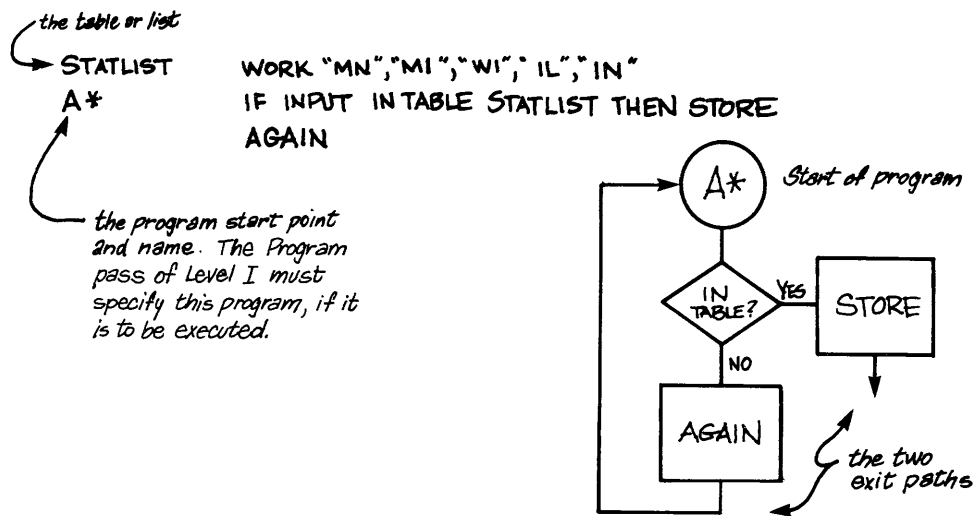 the table or list
STATLIST WORK "MN","MI","WI","IL","IN"
A* IF INPUT IN TABLE STATLIST THEN STORE
AGAIN
the program start point
and name. The Program
pass of Level I must
specify this program, if it
is to be executed.
A*
Start of program
IN
TABLE?
YES
STORE
NO
AGAIN
the two
exit paths